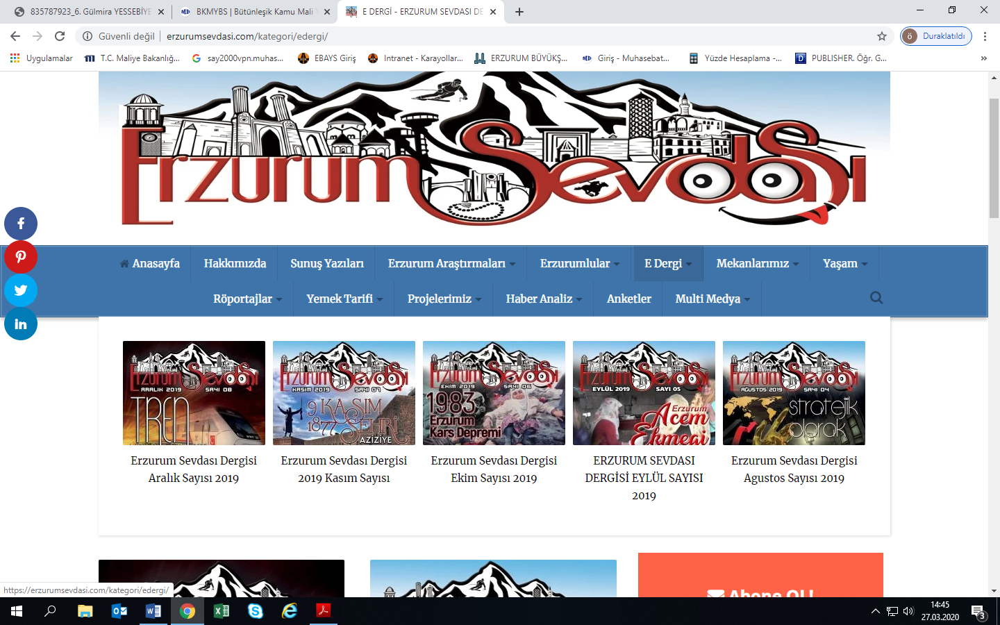 835787923_6. Gülmira YESSEBİYE
BKMYBS | Bütünleşik Kamu Mali Y
E DERGİ - ERZURUM SEVDASI DE
Güvenli değil
erzurumsevdasi.com/kategori/edergi/
ö
Duraklatıldı
Uygulamalar
T.C. Maliye Bakanlığ...
say2000vpn.muhas...
EBAYS Giriş
Intranet - Karayollar...
ERZURUM BÜYÜKŞ...
Giriş - Muhasebat...
Yüzde Hesaplama -...
PUBLISHER. Öğr. G...
»
Erzurum Sevdası
Anasayfa
Hakkımızda
Sunuş Yazıları
Erzurum Araştırmaları
Erzurumlular
E Dergi
Mekanlarımız
Yaşam
Röportajlar
Yemek Tarifi
Projelerimiz
Haber Analiz
Anketler
Multi Medya
Erzurum Sevdası
ARALIK 2019 SAYI 08
TREN
Erzurum Sevdası
KASIM 2019 SAYI 07
9 KASIM
1877 ŞEHRİ
AZİZİYE
Erzurum Sevdası
EKİM 2019 SAYI 06
1983
Erzurum
Kars Depremi
Erzurum Sevdası
EYLÜL 2019 SAYI 05
Erzurum
Acem
Ekmeği
Erzurum Sevdası
AĞUSTOS 2019 SAYI 04
stratejik
olarak
Erzurum Sevdası Dergisi
Aralık Sayısı 2019
Erzurum Sevdası Dergisi
2019 Kasım Sayısı
Erzurum Sevdası Dergisi
Ekim Sayısı 2019
ERZURUM SEVDASI
DERGİSİ EYLÜL SAYISI
2019
Erzurum Sevdası Dergisi
Agustos Sayısı 2019
Abone OL!
https://erzurumsevdasi.com/kategori/edergi/
14:45
27.03.2020
3